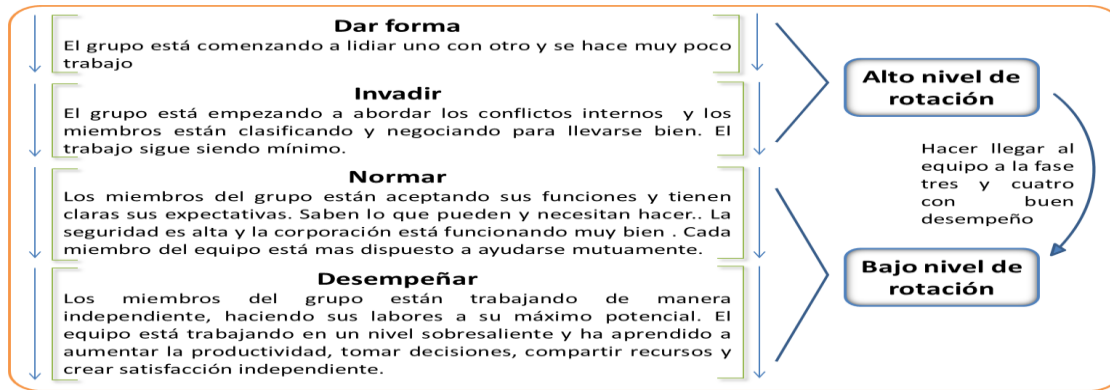 Dar forma
El grupo está comenzando a lidiar uno con otro y se hace muy poco
trabajo
Invadir
El grupo está empezando a abordar los conflictos internos y los
miembros están clasificando y negociando para llevarse bien. El
trabajo sigue siendo mínimo.
Normar
Los miembros del grupo están aceptando sus funciones y tienen
claras sus expectativas. Saben lo que pueden y necesitan hacer.. La
seguridad es alta y la corporación está funcionando muy bien . Cada
miembro del equipo está mas dispuesto a ayudarse mutuamente.
Desempeñar
Los miembros del grupo están trabajando de manera
independiente, haciendo sus labores a su máximo potencial. El
equipo está trabajando en un nivel sobresaliente y ha aprendido a
aumentar la productividad, tomar decisiones, compartir recursos y
crear satisfacción independiente.
Alto nivel de
rotación
Hacer llegar al
equipo a la fase
tres y cuatro
con buen
desempeño
Bajo nivel de
rotación